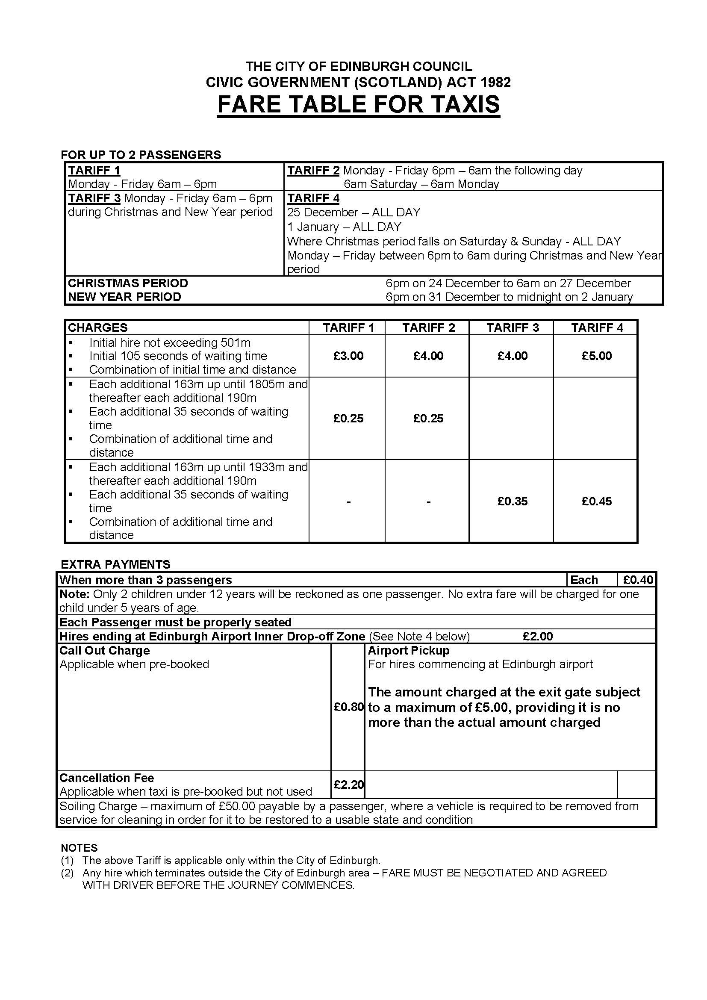 THE CITY OF EDINBURGH COUNCIL
CIVIC GOVERNMENT (SCOTLAND) ACT 1982
FARE TABLE FOR TAXIS
FOR UP TO 2 PASSENGERS
TARIFF 1
Monday - Friday 6am – 6pm
TARIFF 2 Monday - Friday 6pm – 6am the following day
6am Saturday – 6am Monday
TARIFF 3 Monday - Friday 6am – 6pm
during Christmas and New Year period
TARIFF 4
25 December – ALL DAY
1 January – ALL DAY
Where Christmas period falls on Saturday & Sunday - ALL DAY
Monday – Friday between 6pm to 6am during Christmas and New Year
period
CHRISTMAS PERIOD 6pm on 24 December to 6am on 27 December
NEW YEAR PERIOD 6pm on 31 December to midnight on 2 January
CHARGES TARIFF 1 TARIFF 2 TARIFF 3 TARIFF 4
▪ Initial hire not exceeding 501m
▪ Initial 105 seconds of waiting time £3.00 £4.00 £4.00 £5.00
▪ Combination of initial time and distance
▪ Each additional 163m up until 1805m and
thereafter each additional 190m
▪ Each additional 35 seconds of waiting
time £0.25 £0.25
▪ Combination of additional time and
distance
▪ Each additional 163m up until 1933m and
thereafter each additional 190m
▪ Each additional 35 seconds of waiting
time - - £0.35 £0.45
▪ Combination of additional time and
distance
EXTRA PAYMENTS
When more than 3 passengers Each £0.40
Note: Only 2 children under 12 years will be reckoned as one passenger. No extra fare will be charged for one
child under 5 years of age.
Each Passenger must be properly seated
Hires ending at Edinburgh Airport Inner Drop-off Zone (See Note 4 below) £2.00
Call Out Charge
Applicable when pre-booked
£0.80
Airport Pickup
For hires commencing at Edinburgh airport
The amount charged at the exit gate subject
to a maximum of £5.00, providing it is no
more than the actual amount charged
Cancellation Fee
Applicable when taxi is pre-booked but not used
£2.20
Soiling Charge – maximum of £50.00 payable by a passenger, where a vehicle is required to be removed from
service for cleaning in order for it to be restored to a usable state and condition
NOTES
(1) The above Tariff is applicable only within the City of Edinburgh.
(2) Any hire which terminates outside the City of Edinburgh area – FARE MUST BE NEGOTIATED AND AGREED
WITH DRIVER BEFORE THE JOURNEY COMMENCES.